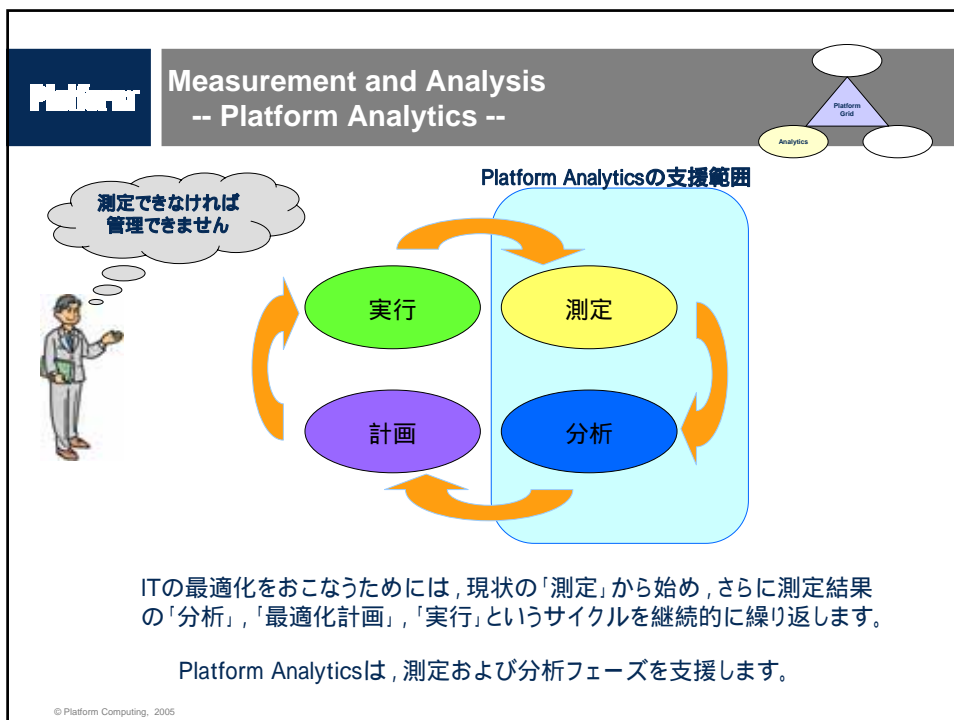 Platform
Measurement and Analysis
-- Platform Analytics --
Platform
Grid
Analytics
Platform Analyticsの支援範囲
測定できなければ
管理できません
実行
測定
計画
分析
ITの最適化をおこなうためには,現状の「測定」から始め,さらに測定結果
の「分析」,「最適化計画」,「実行」というサイクルを継続的に繰り返します。
Platform Analyticsは,測定および分析フェーズを支援します。
© Platform Computing, 2005